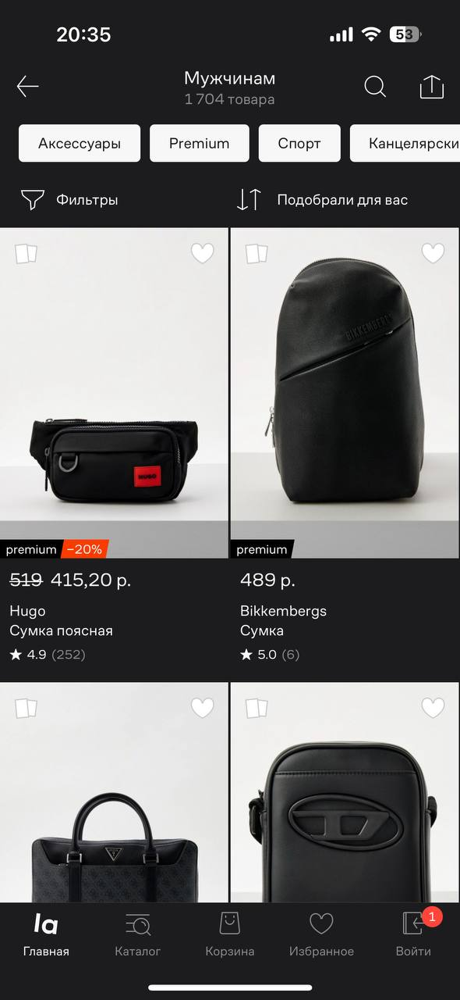 20:35
53
Мужчинам
1 704 товара
Аксессуары
Premium
Спорт
Канцелярски
Фильтры
Подобрали для вас
BIKKEMBERGS
HUGO
premium -20%
premium
519 415,20 р.
489 р.
Hugo
Bikkembergs
Сумка поясная
Сумка
4.9 (252)
5.0 (6)
la
1
Главная
Каталог
Корзина
Избранное
Войти